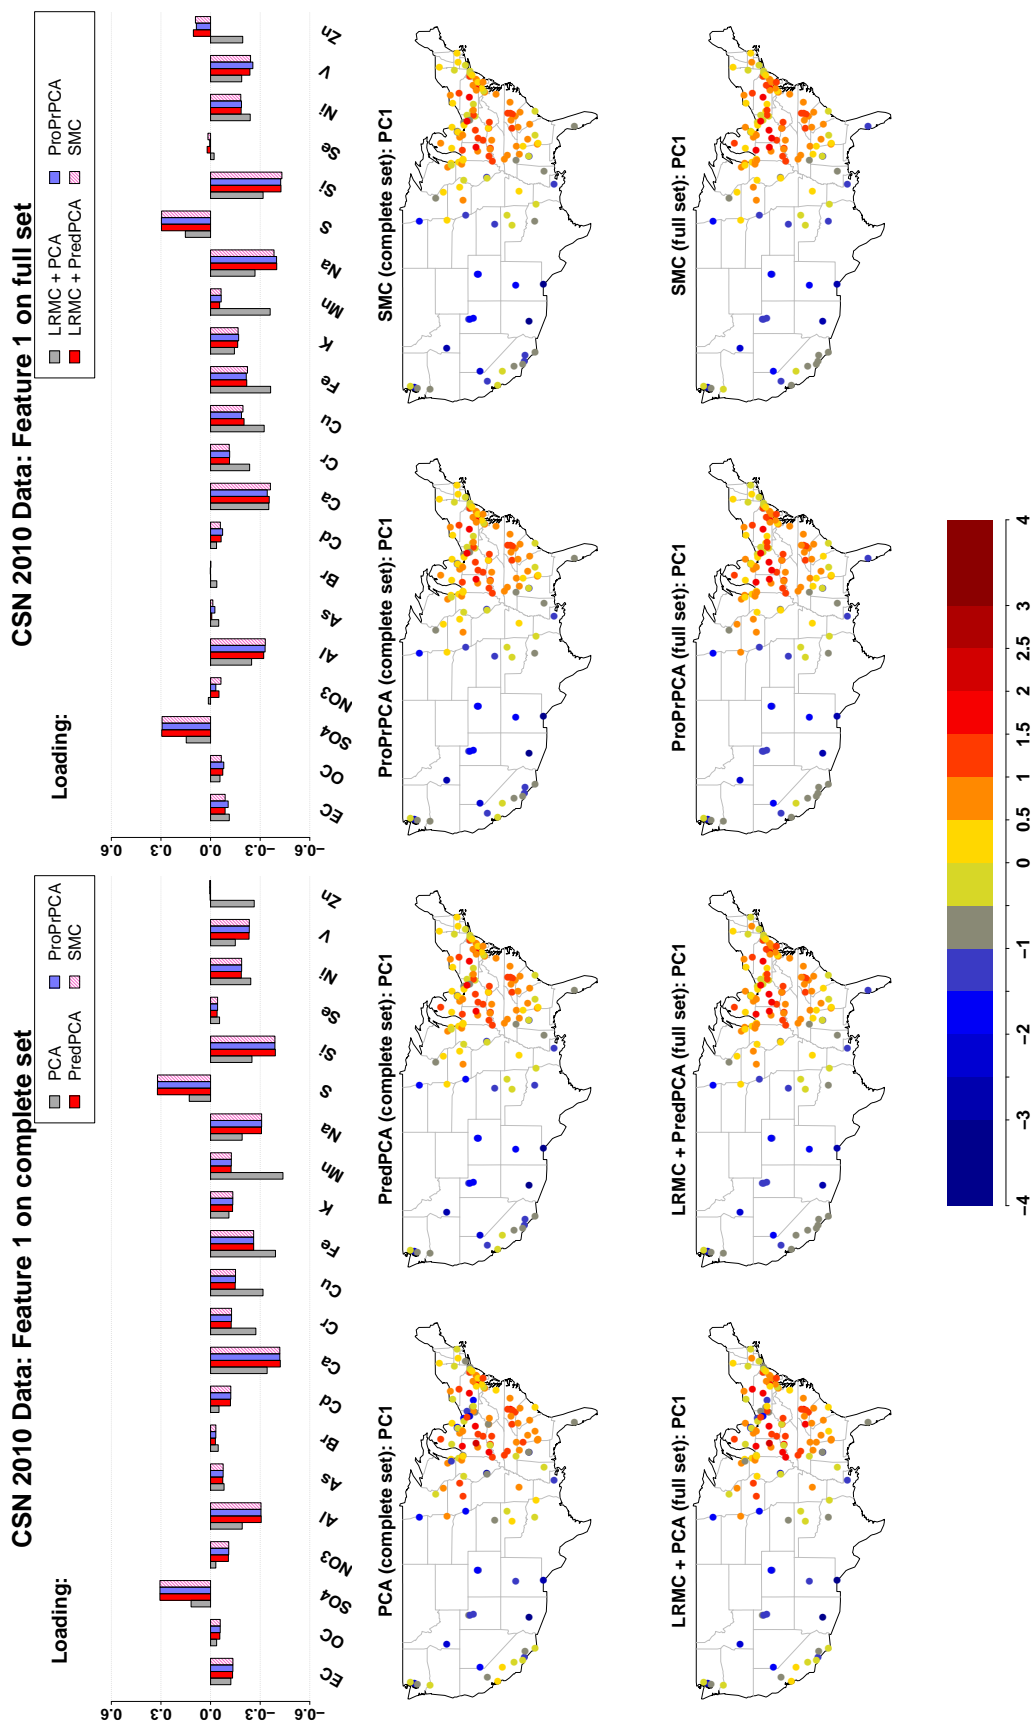 CSN 2010 Data: Feature 1 on complete set
Loading:
PCA
PredPCA
ProPrPCA
SMC
0.6
0.3
0.0
−0.3
−0.6
EC
OC
SO4
NO3
Al
As
Br
Cd
Ca
Cr
Cu
Fe
K
Mn
Na
S
Si
Se
Ni
V
Zn
CSN 2010 Data: Feature 1 on full set
Loading:
LRMC + PCA
LRMC + PredPCA
ProPrPCA
SMC
0.6
0.3
0.0
−0.3
−0.6
EC
OC
SO4
NO3
Al
As
Br
Cd
Ca
Cr
Cu
Fe
K
Mn
Na
S
Si
Se
Ni
V
Zn
PCA (complete set): PC1
PredPCA (complete set): PC1
ProPrPCA (complete set): PC1
SMC (complete set): PC1
LRMC + PCA (full set): PC1
LRMC + PredPCA (full set): PC1
ProPrPCA (full set): PC1
SMC (full set): PC1
−4
−3
−2
−1
0
0.5
1
1.5
2
3
4